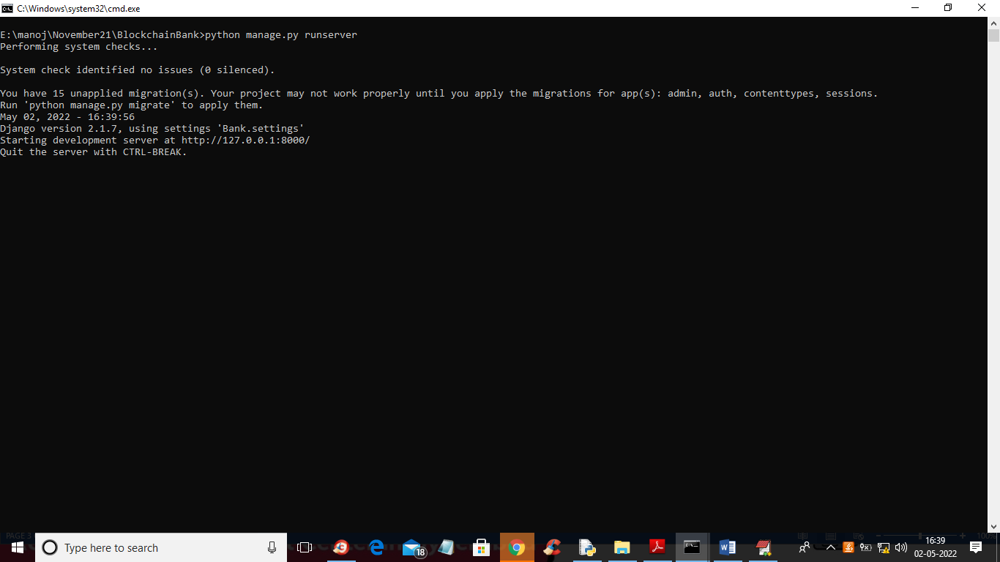 C:\Windows\system32\cmd.exe
E:\manoj\November21\BlockchainBank>python manage.py runserver
Performing system checks...
System check identified no issues (0 silenced).
You have 15 unapplied migration(s). Your project may not work properly until you apply the migrations for app(s): admin, auth, contenttypes, sessions.
Run 'python manage.py migrate' to apply them.
May 02, 2022 - 16:39:56
Django version 2.1.7, using settings 'Bank.settings'
Starting development server at http://127.0.0.1:8000/
Quit the server with CTRL-BREAK.
PAGE 3
100%
Type here to search
18
16:39
02-05-2022